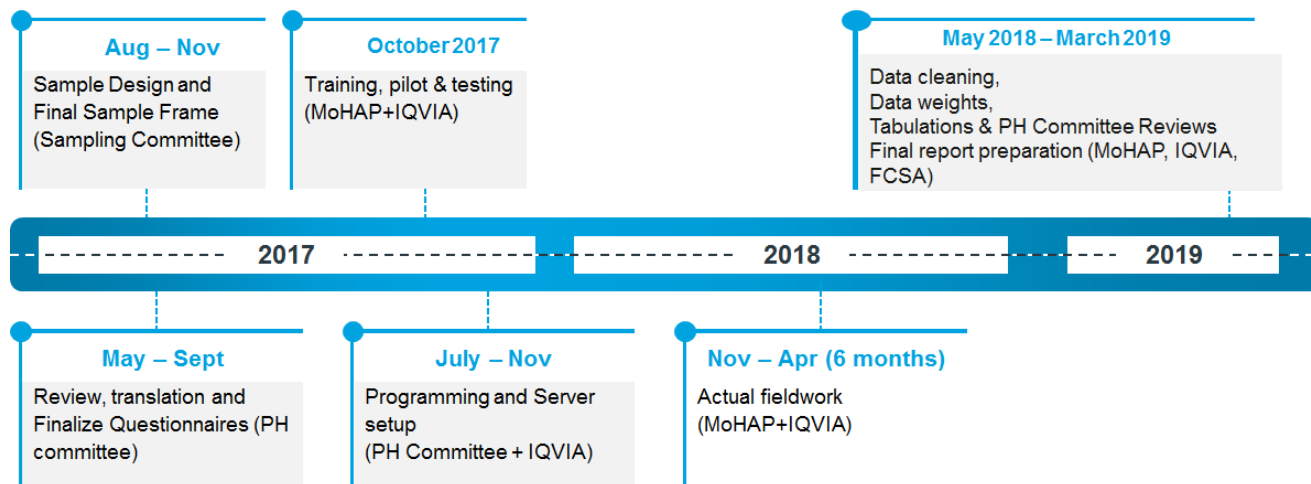 Aug – Nov
Sample Design and
Final Sample Frame
(Sampling Committee)
October 2017
Training, pilot & testing
(MoHAP+IQVIA)
May 2018 – March 2019
Data cleaning,
Data weights,
Tabulations & PH Committee Reviews
Final report preparation (MoHAP, IQVIA,
FCSA)
2017
2018
2019
May – Sept
Review, translation and
Finalize Questionnaires (PH
committee)
July – Nov
Programming and Server
setup
(PH Committee + IQVIA)
Nov – Apr (6 months)
Actual fieldwork
(MoHAP+IQVIA)